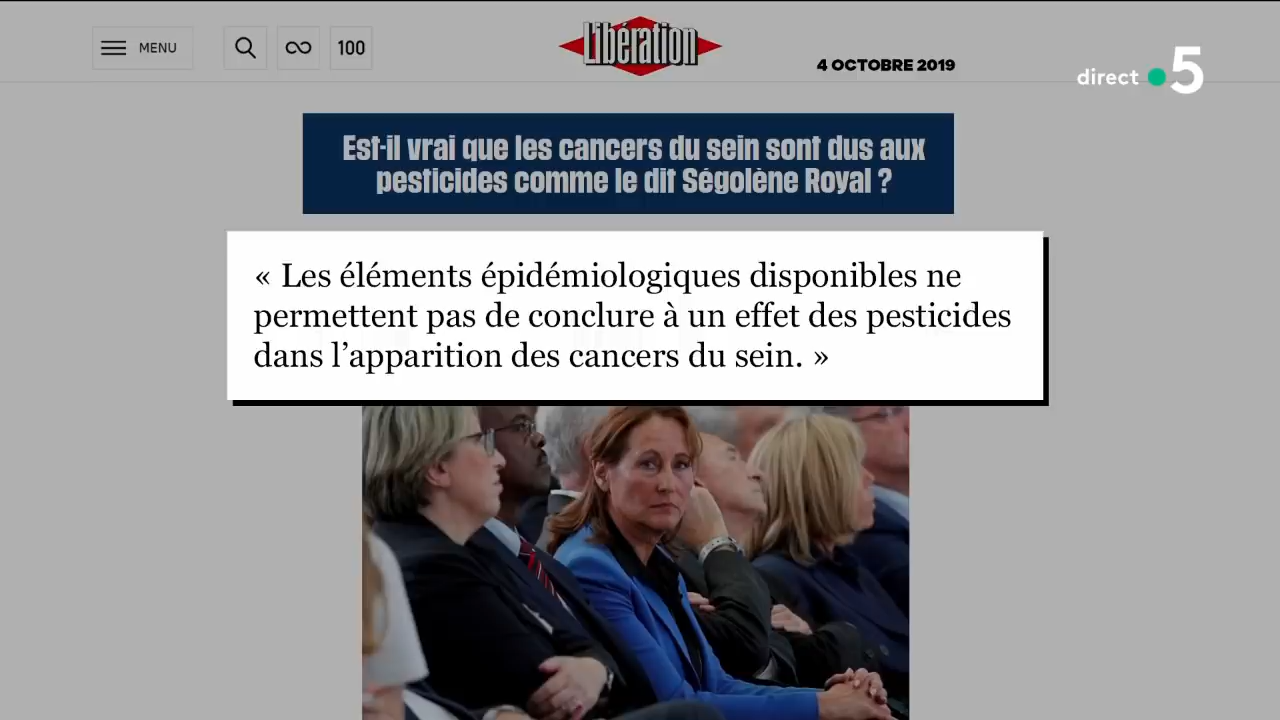 MENU
100
Libération
4 OCTOBRE 2019
direct 5
Est-il vrai que les cancers du sein sont dus aux
pesticides comme le dit Ségolène Royal ?
« Les éléments épidémiologiques disponibles ne
permettent pas de conclure à un effet des pesticides
dans l’apparition des cancers du sein. »